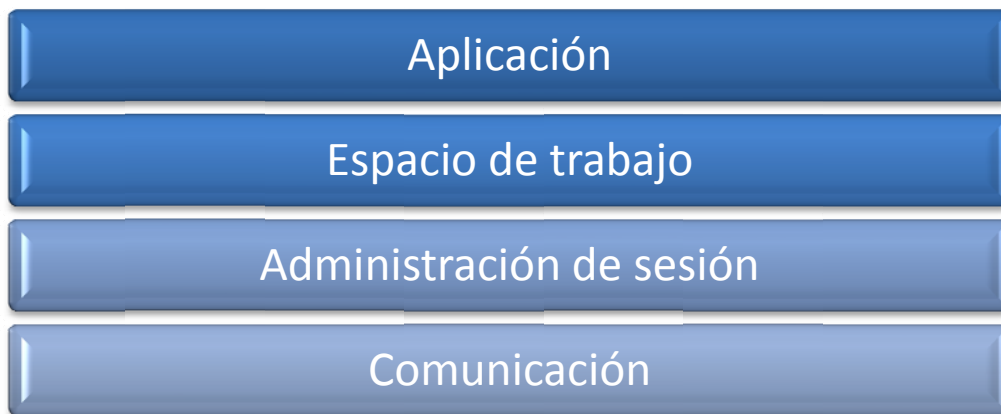 Aplicación
Espacio de trabajo
Administración de sesión
Comunicación